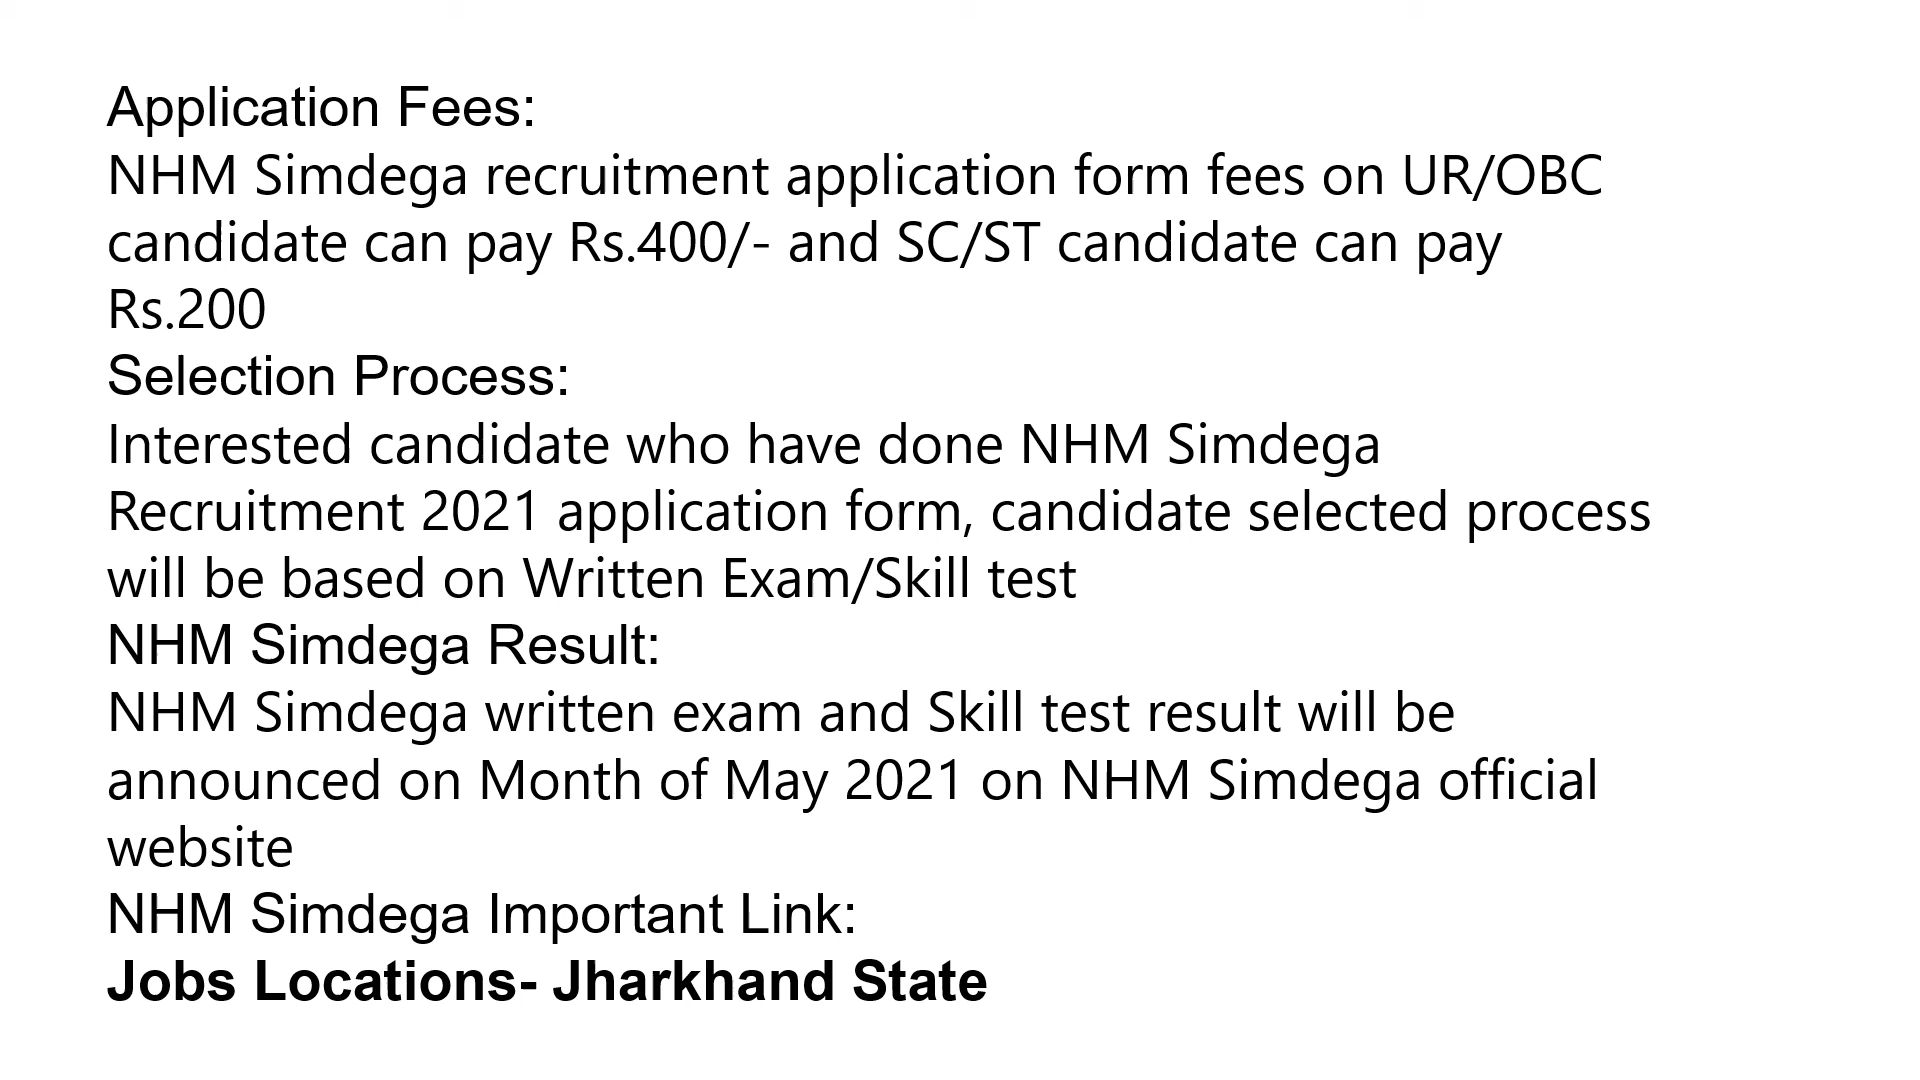 Application Fees:
NHM Simdega recruitment application form fees on UR/OBC
candidate can pay Rs.400/- and SC/ST candidate can pay
Rs.200
Selection Process:
Interested candidate who have done NHM Simdega
Recruitment 2021 application form, candidate selected process
will be based on Written Exam/Skill test
NHM Simdega Result:
NHM Simdega written exam and Skill test result will be
announced on Month of May 2021 on NHM Simdega official
website
NHM Simdega Important Link:
Jobs Locations- Jharkhand State